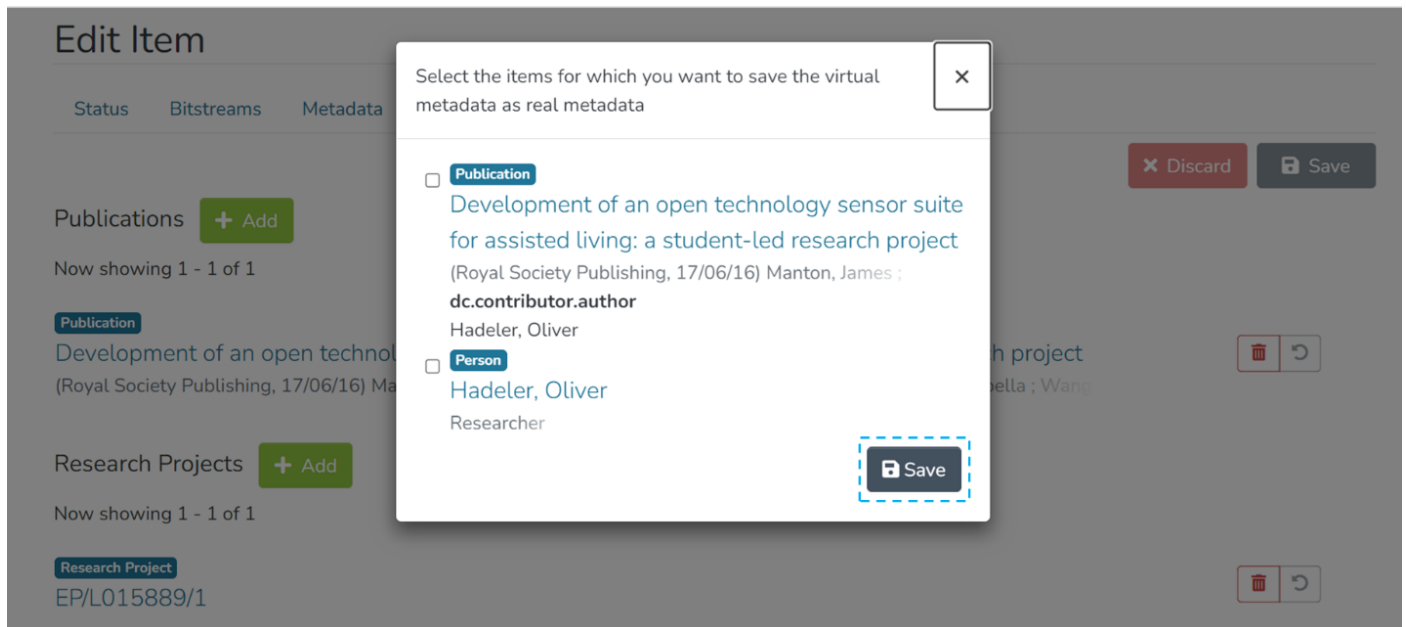 Edit Item
Status Bitstreams Metadata
Discard Save
Publications Add
Now showing 1 - 1 of 1
Publication
Development of an open technol
h project
(Royal Society Publishing, 17/06/16) Ma
ella ; Wang
Research Projects Add
Now showing 1 - 1 of 1
Research Project
EP/L015889/1
Select the items for which you want to save the virtual
metadata as real metadata
Publication
Development of an open technology sensor suite
for assisted living: a student-led research project
(Royal Society Publishing, 17/06/16) Manton, James ;
dc.contributor.author
Hadeler, Oliver
Person
Hadeler, Oliver
Researcher
Save